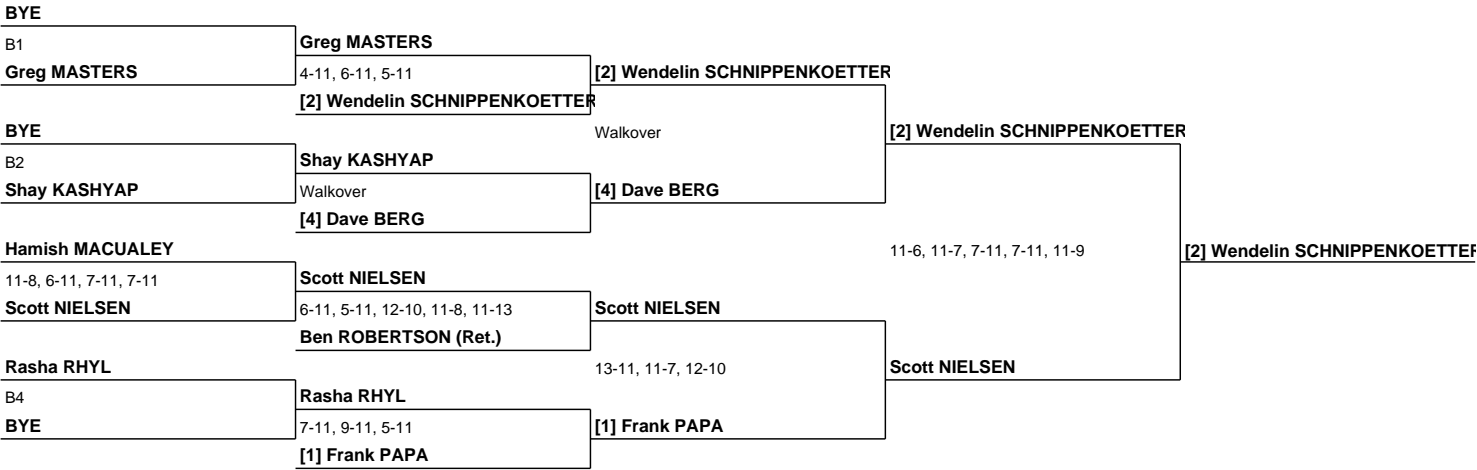 BYE
B1
Greg MASTERS
Greg MASTERS
4-11, 6-11, 5-11
[2] Wendelin SCHNIPPENKOETTER
[2] Wendelin SCHNIPPENKOETTER
BYE
Walkover
[2] Wendelin SCHNIPPENKOETTER
B2
Shay KASHYAP
Shay KASHYAP
Walkover
[4] Dave BERG
[4] Dave BERG
Hamish MACUALEY
11-6, 11-7, 7-11, 7-11, 11-9
[2] Wendelin SCHNIPPENKOETTER
11-8, 6-11, 7-11, 7-11
Scott NIELSEN
Scott NIELSEN
6-11, 5-11, 12-10, 11-8, 11-13
Scott NIELSEN
Ben ROBERTSON (Ret.)
Rasha RHYL
13-11, 11-7, 12-10
Scott NIELSEN
B4
Rasha RHYL
BYE
7-11, 9-11, 5-11
[1] Frank PAPA
[1] Frank PAPA